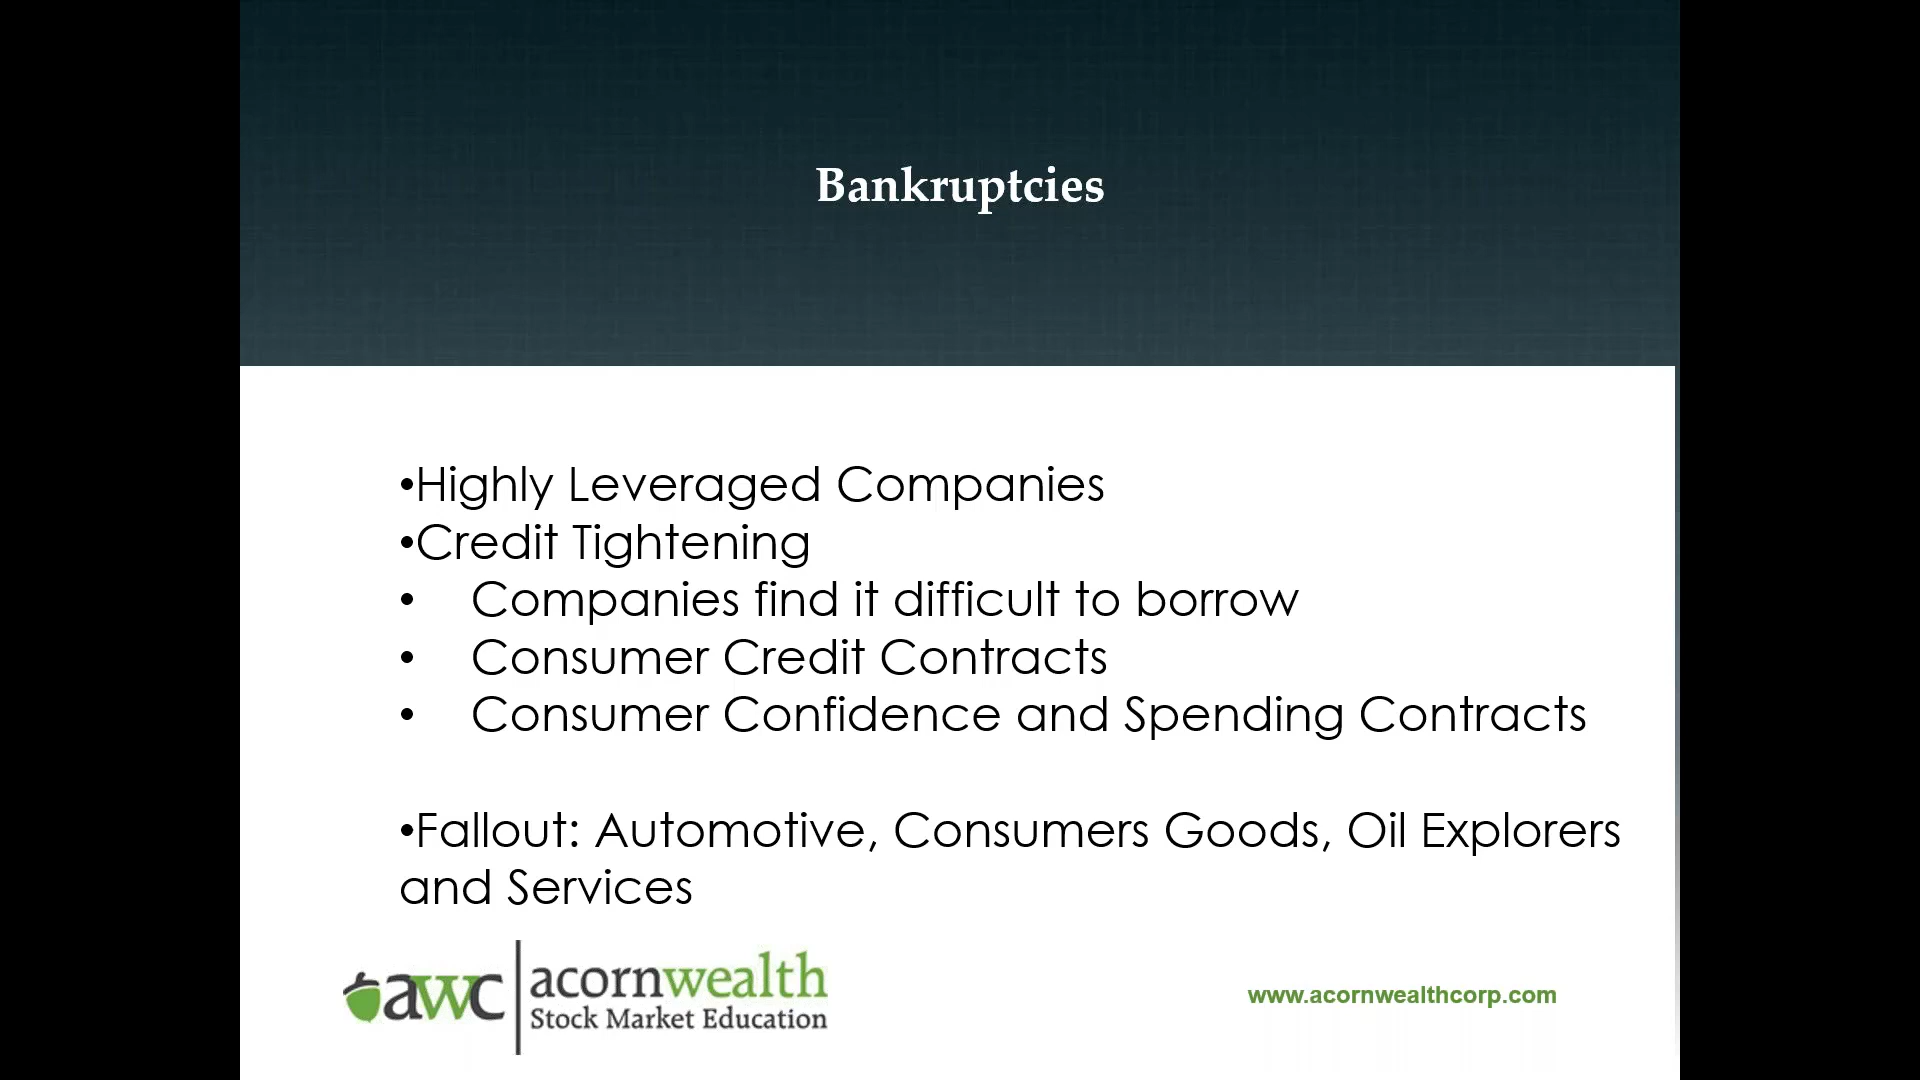 Bankruptcies
•Highly Leveraged Companies
•Credit Tightening
• Companies find it difficult to borrow
• Consumer Credit Contracts
• Consumer Confidence and Spending Contracts
•Fallout: Automotive, Consumers Goods, Oil Explorers
and Services
awc acornwealth
Stock Market Education
www.acornwealthcorp.com